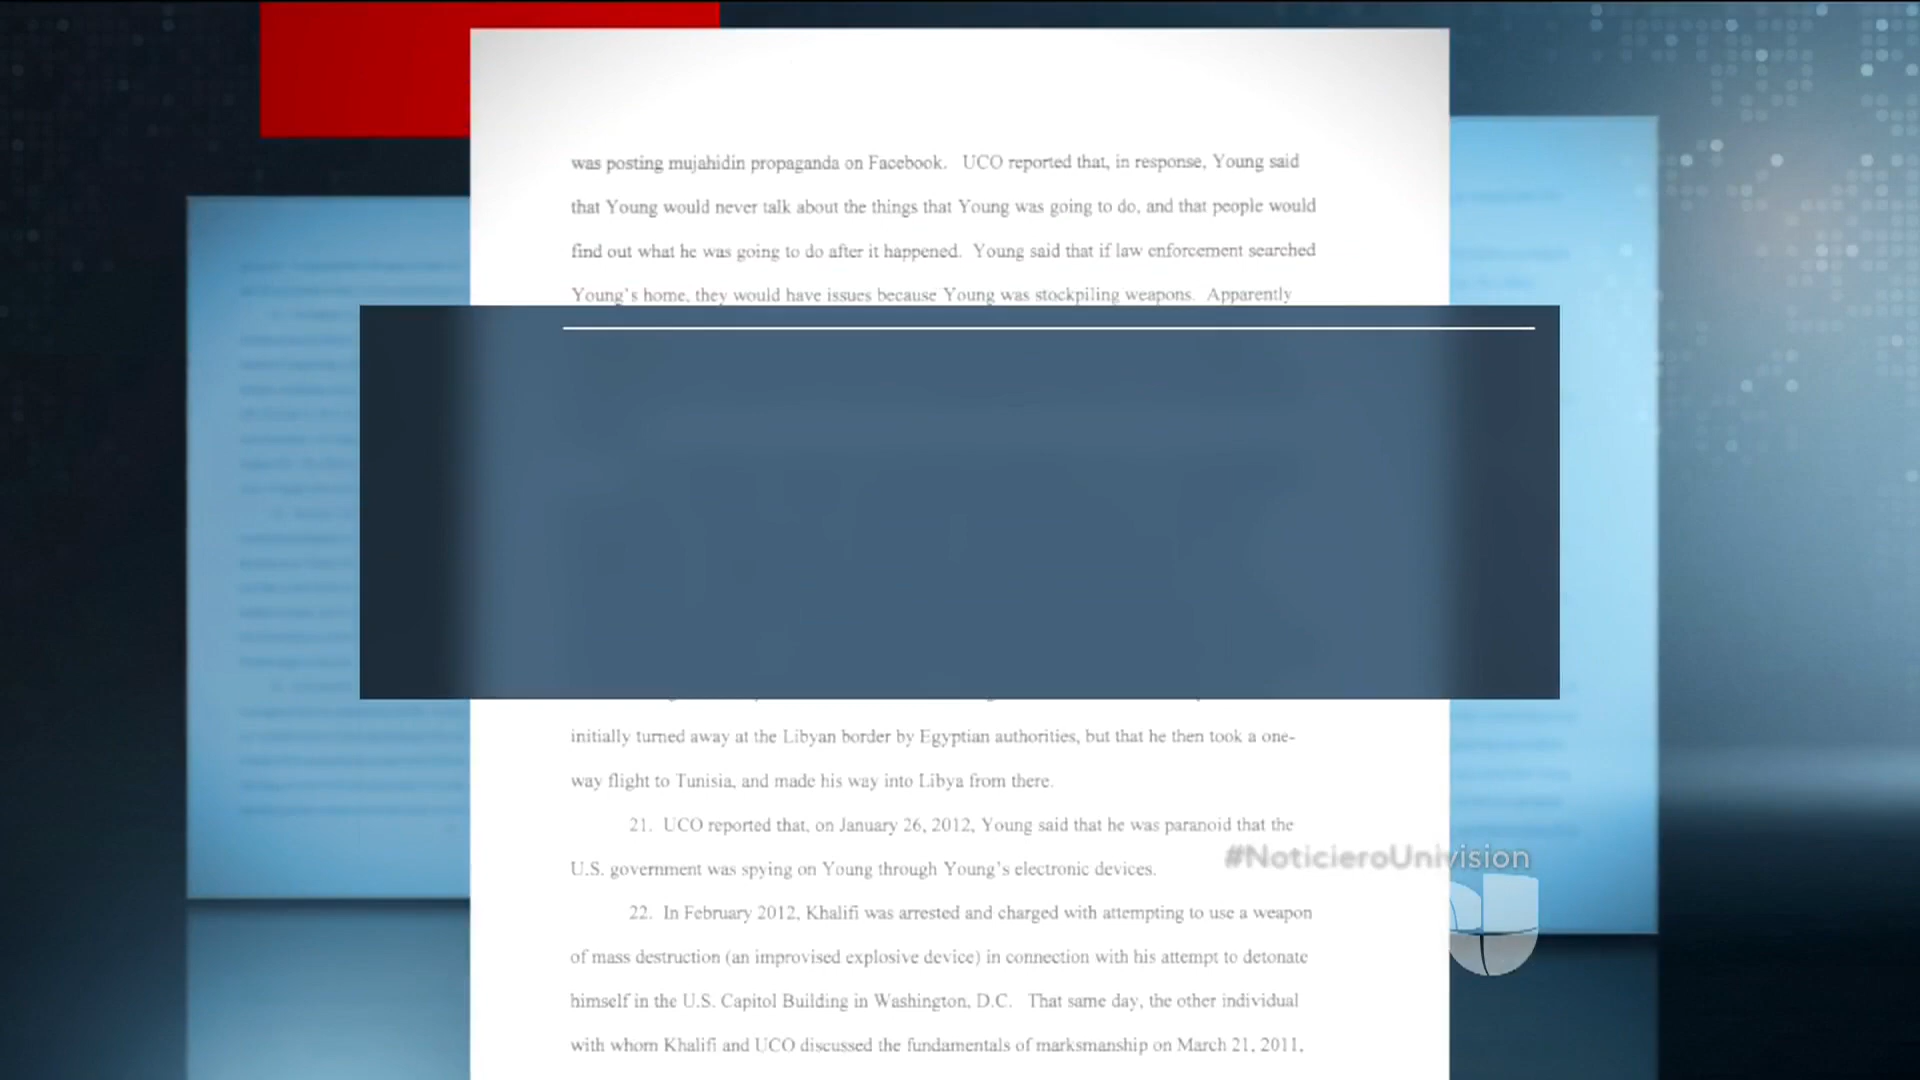 was posting mujahidin propaganda on Facebook. UCO reported that, in response, Young said
that Young would never talk about the things that Young was going to do, and that people would
find out what he was going to do after it happened. Young said that if law enforcement searched
Young's home, they would have issues because Young was stockpiling weapons. Apparently
initially turned away at the Libyan border by Egyptian authorities, but that he then took a one-
way flight to Tunisia, and made his way into Libya from there.
21. UCO reported that, on January 26, 2012, Young said that he was paranoid that the
U.S. government was spying on Young through Young's electronic devices.
#NoticieroUnivision
22. In February 2012, Khalifi was arrested and charged with attempting to use a weapon
of mass destruction (an improvised explosive device) in connection with his attempt to detonate
himself in the U.S. Capitol Building in Washington, D.C. That same day, the other individual
with whom Khalifi and UCO discussed the fundamentals of marksmanship on March 21, 2011,